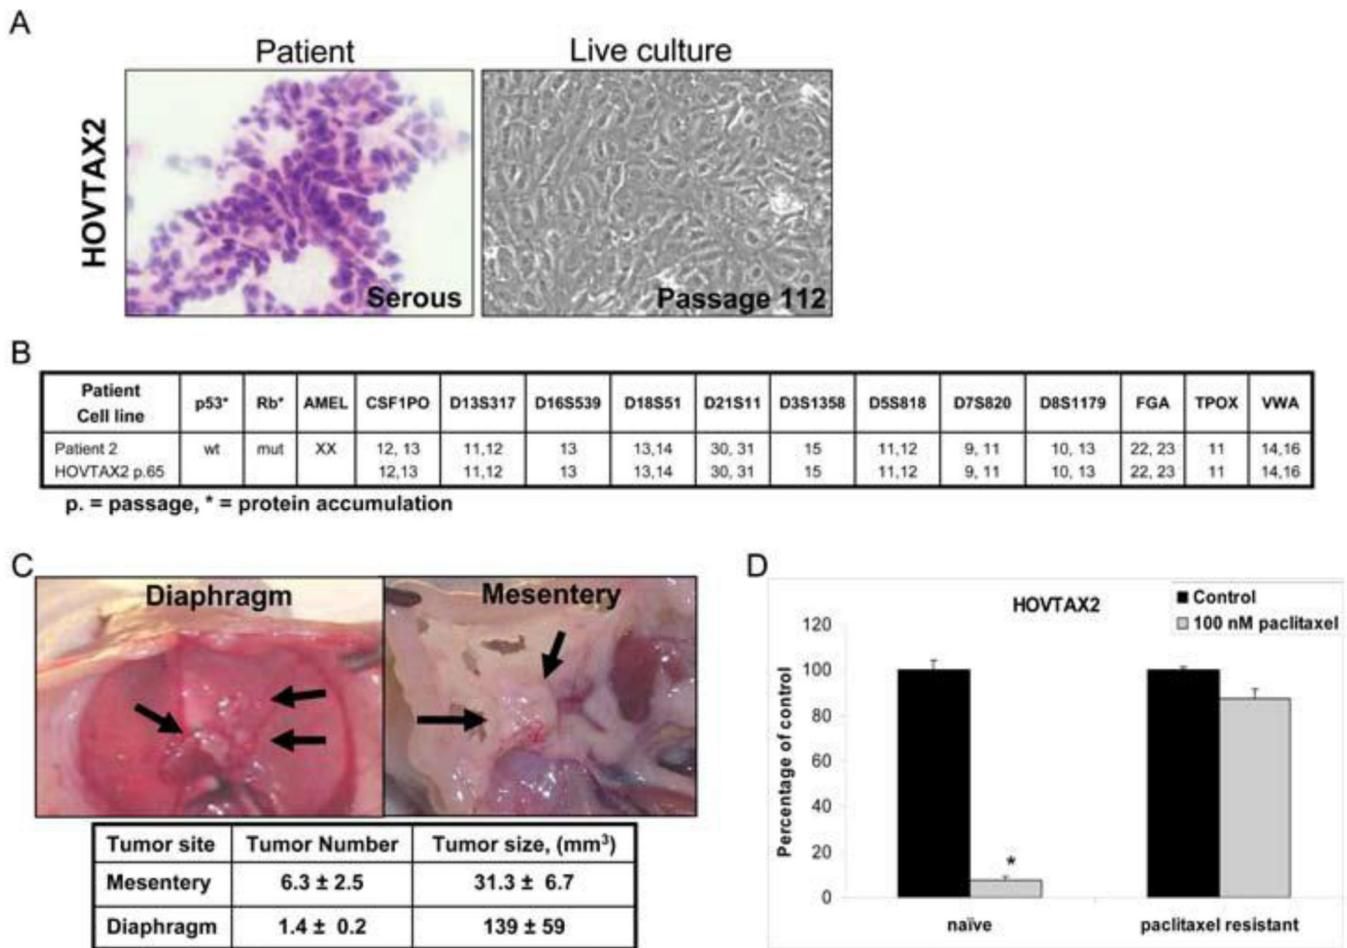 A
Patient
Live culture
HOVTAX2
Serous
Passage 112
B
Patient Cell line p53* Rb* AMEL CSF1PO D13S317 D16S539 D18S51 D21S11 D3S1358 D5S818 D7S820 D8S1179 FGA TPOX VWA
Patient 2 wt mut XX 12, 13 11,12 13 13,14 30, 31 15 11,12 9, 11 10, 13 22, 23 11 14,16
HOVTAX2 p.65 12,13 11,12 13 13,14 30, 31 15 11,12 9, 11 10, 13 22, 23 11 14,16
p. = passage, * = protein accumulation
C
Diaphragm
Mesentery
Tumor site Tumor Number Tumor size, (mm³)
Mesentery 6.3 ± 2.5 31.3 ± 6.7
Diaphragm 1.4 ± 0.2 139 ± 59
D
HOVTAX2
Control
100 nM paclitaxel
Percentage of control
120
100
80
60
40
20
0
*
naïve
paclitaxel resistant